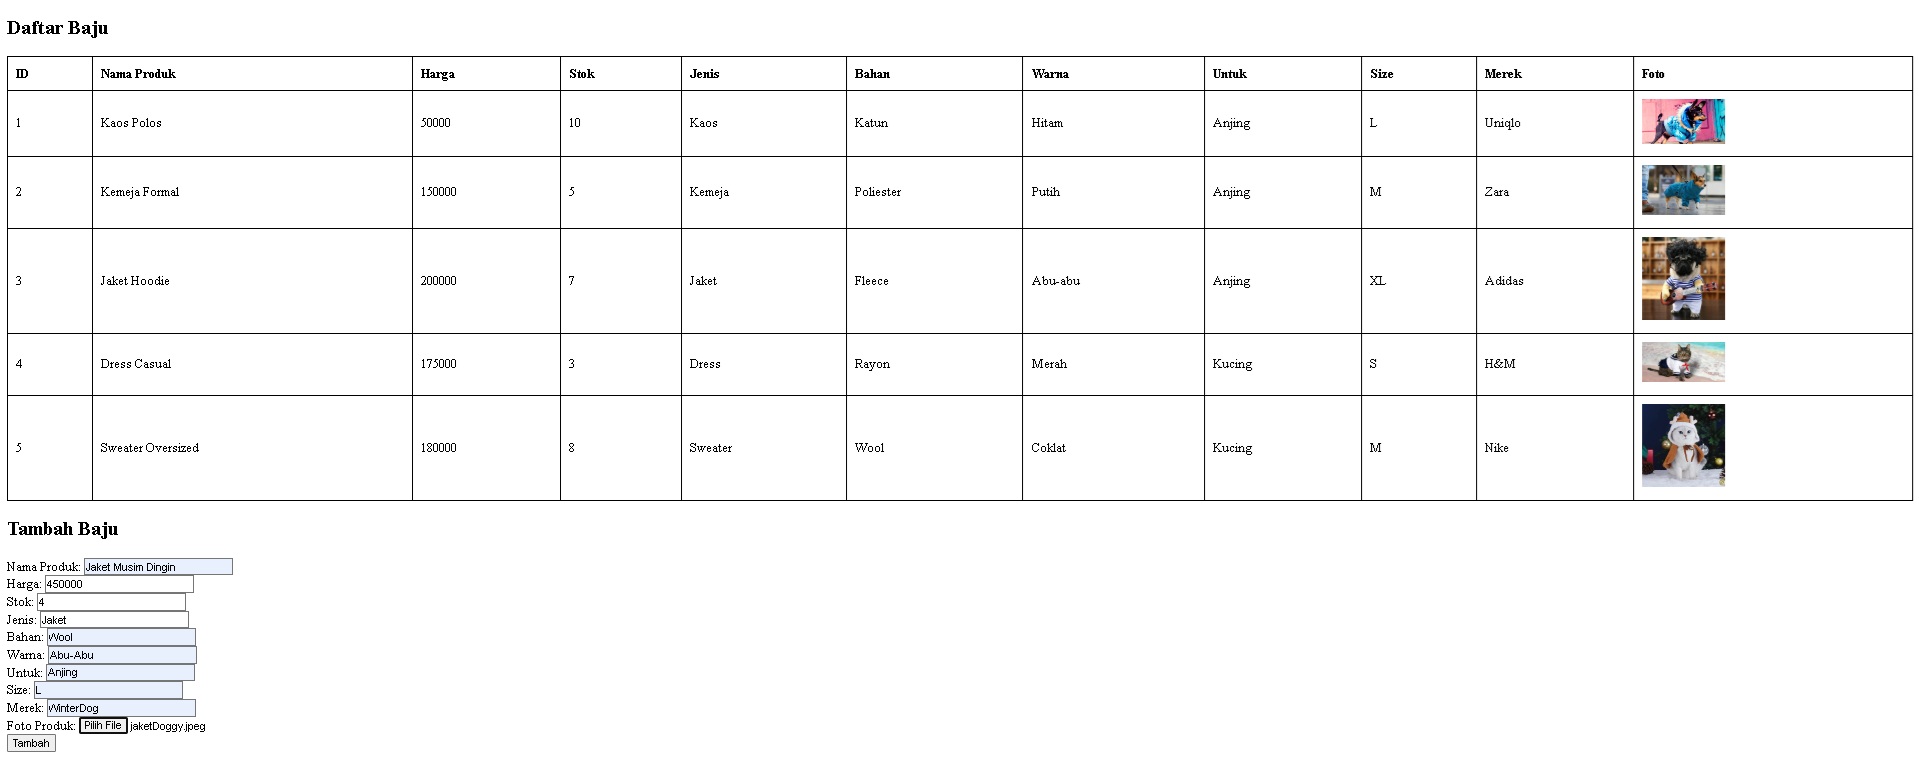 Daftar Baju
ID Nama Produk Harga Stok Jenis Bahan Warna Untuk Size Merek Foto
1 Kaos Polos 50000 10 Kaos Katun Hitam Anjing L Uniqlo
2 Kemeja Formal 150000 5 Kemeja Poliester Putih Anjing M Zara
3 Jaket Hoodie 200000 7 Jaket Fleece Abu-abu Anjing XL Adidas
4 Dress Casual 175000 3 Dress Rayon Merah Kucing S H&M
5 Sweater Oversized 180000 8 Sweater Wool Coklat Kucing M Nike
Tambah Baju
Nama Produk: Jaket Musim Dingin
Harga: 450000
Stok: 4
Jenis: Jaket
Bahan: Wool
Warna: Abu-Abu
Untuk: Anjing
Size: L
Merek: WinterDog
Foto Produk: Pilih File jaketDoggy.jpeg
Tambah